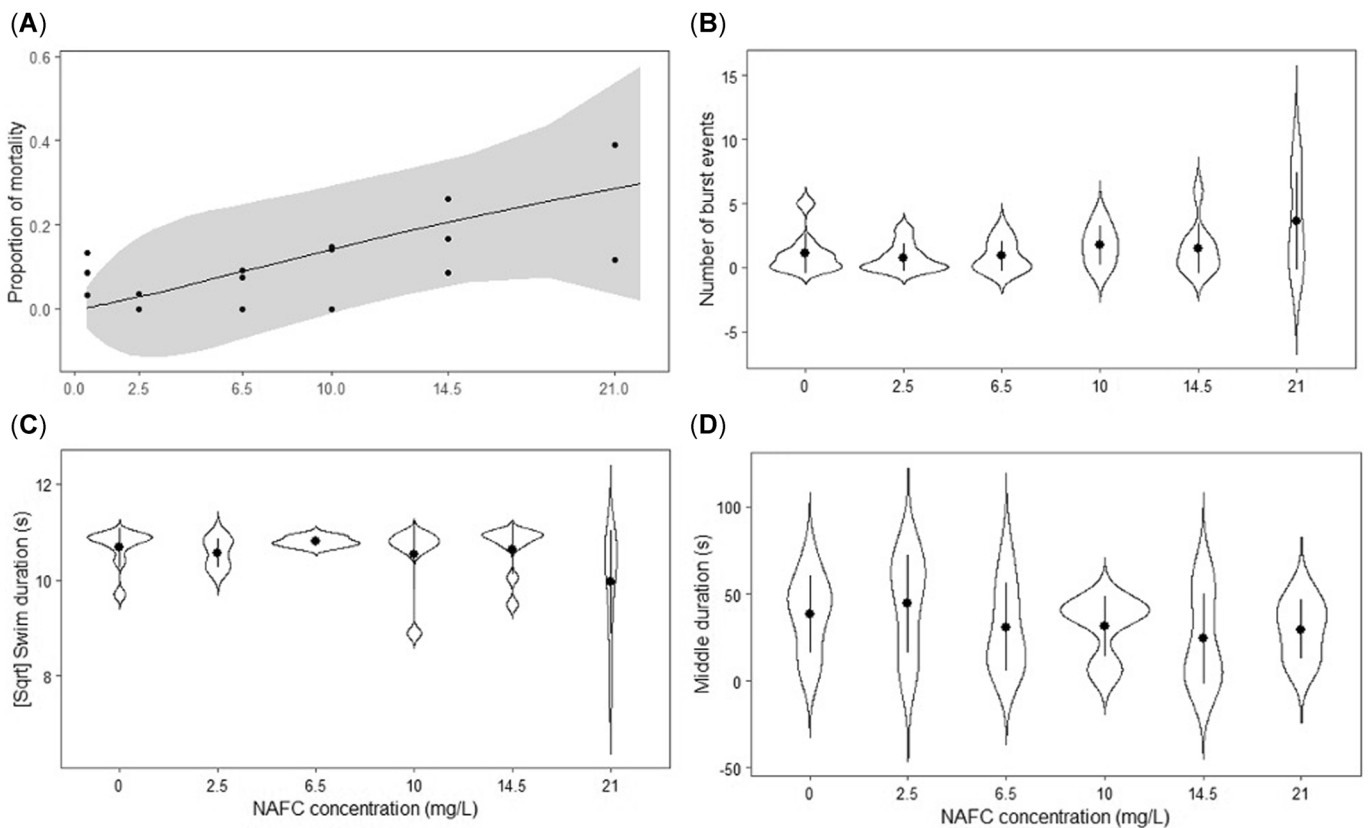 (A)
Proportion of mortality
0.6
0.4
0.2
0.0
0.0 2.5 6.5 10.0 14.5 21.0
(B)
Number of burst events
15
10
5
0
-5
0 2.5 6.5 10 14.5 21
(C)
[Sqrt] Swim duration (s)
12
10
8
0 2.5 6.5 10 14.5 21
NAFC concentration (mg/L)
(D)
Middle duration (s)
100
50
0
-50
0 2.5 6.5 10 14.5 21
NAFC concentration (mg/L)